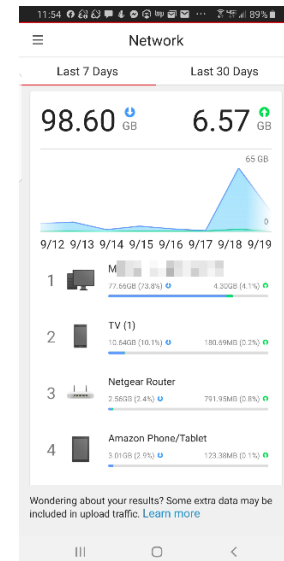 11:54
89%
Network
Last 7 Days
Last 30 Days
98.60 GB
6.57 GB
65 GB
0
9/12 9/13 9/14 9/15 9/16 9/17 9/18 9/19
1
M
77.66GB (73.8%)
4.30GB (4.1%)
2
TV (1)
10.64GB (10.1%)
180.69MB (0.2%)
3
Netgear Router
2.56GB (2.4%)
791.95MB (0.8%)
4
Amazon Phone/Tablet
3.01GB (2.9%)
123.38MB (0.1%)
Wondering about your results? Some extra data may be
included in upload traffic. Learn more